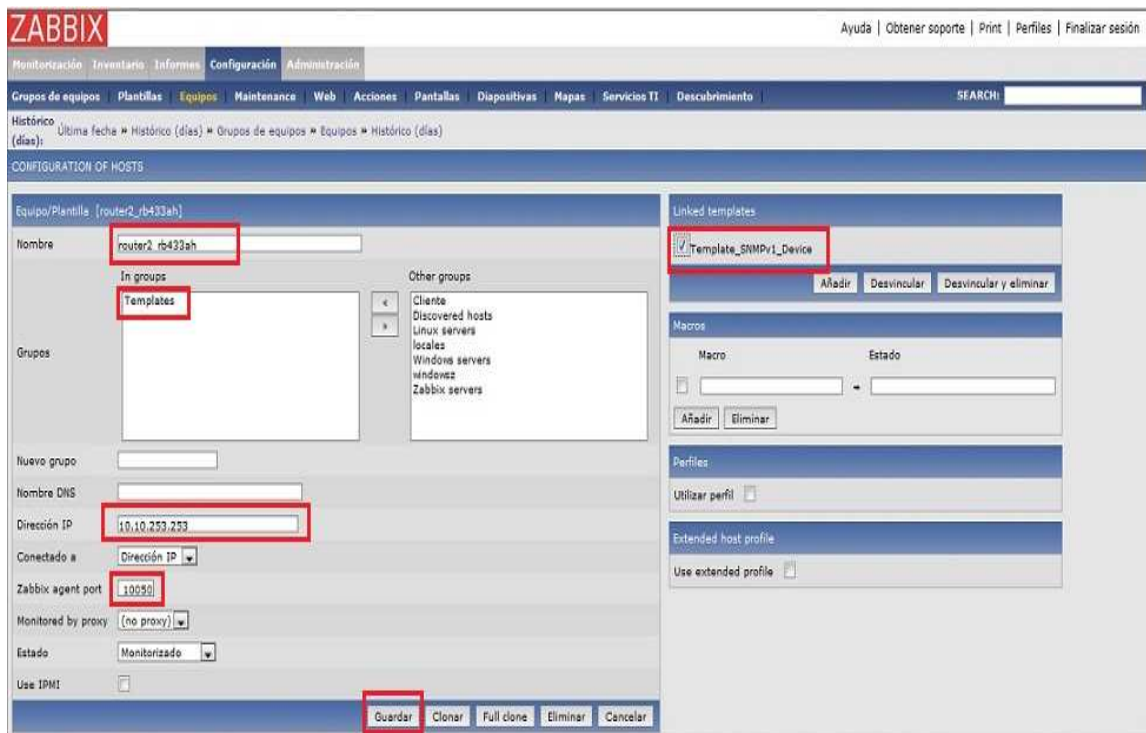 ZABBIX
Ayuda | Obtener soporte | Print | Perfiles | Finalizar sesión
Monitorización Inventario Informes Configuración Administración
Grupos de equipos | Plantillas | Equipos | Maintenance | Web | Acciones | Pantallas | Diapositivas | Mapas | Servicios TI | Descubrimiento | SEARCH:
Histórico (días): Última fecha » Histórico (días) » Grupos de equipos » Equipos » Histórico (días)
CONFIGURATION OF HOSTS
Equipo/Plantilla [router2_rb433ah]
Nombre router2_rb433ah
In groups Other groups
Grupos
Templates
Cliente
Discovered hosts
Linux servers
locales
Windows servers
windowsz
Zabbix servers
« »
Nuevo grupo
Nombre DNS
Dirección IP 10.10.253.253
Conectado a Dirección IP
Zabbix agent port 10050
Monitored by proxy (no proxy)
Estado Monitorizado
Use IPMI
Guardar Clonar Full clone Eliminar Cancelar
Linked templates
Template_SNMPv1_Device
Añadir Desvincular Desvincular y eliminar
Macros
Macro Estado
Añadir Eliminar
Perfiles
Utilizar perfil
Extended host profile
Use extended profile